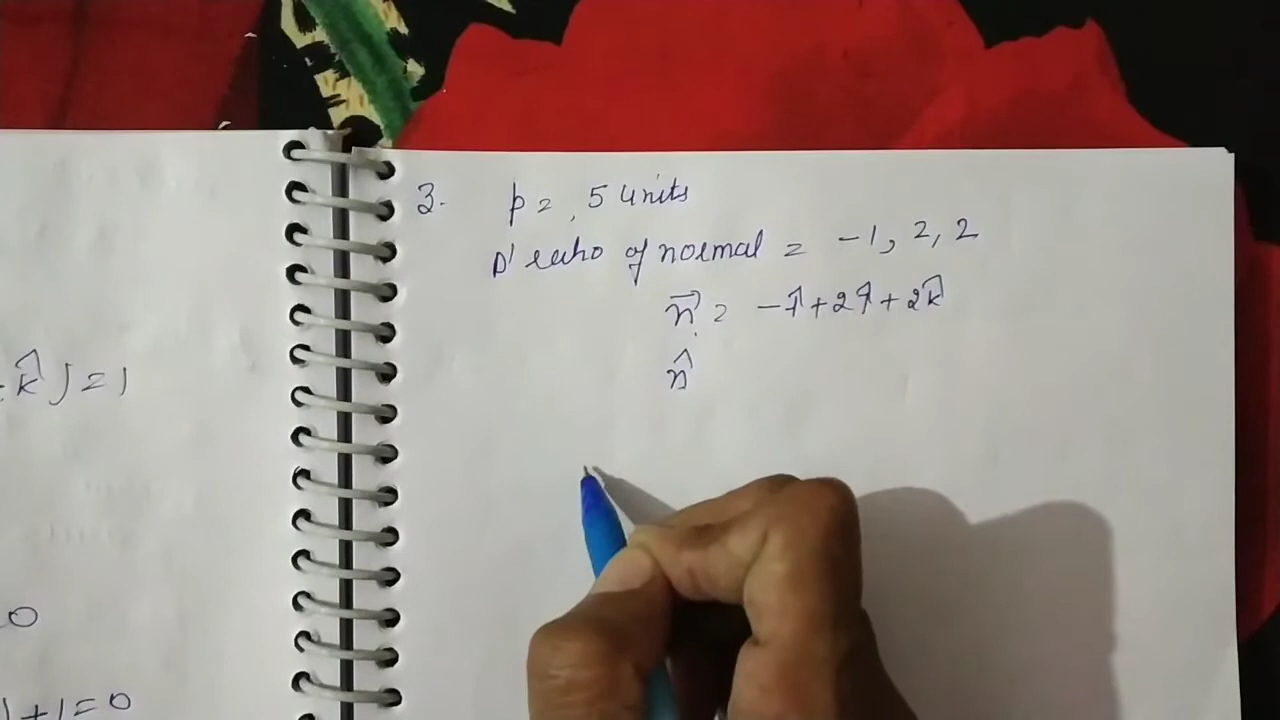 k̂) = 1
0
1 + 1 = 0
3. p = 5 units
D' ratio of normal = -1, 2, 2
n⃗ = -î + 2ĵ + 2k̂
n̂